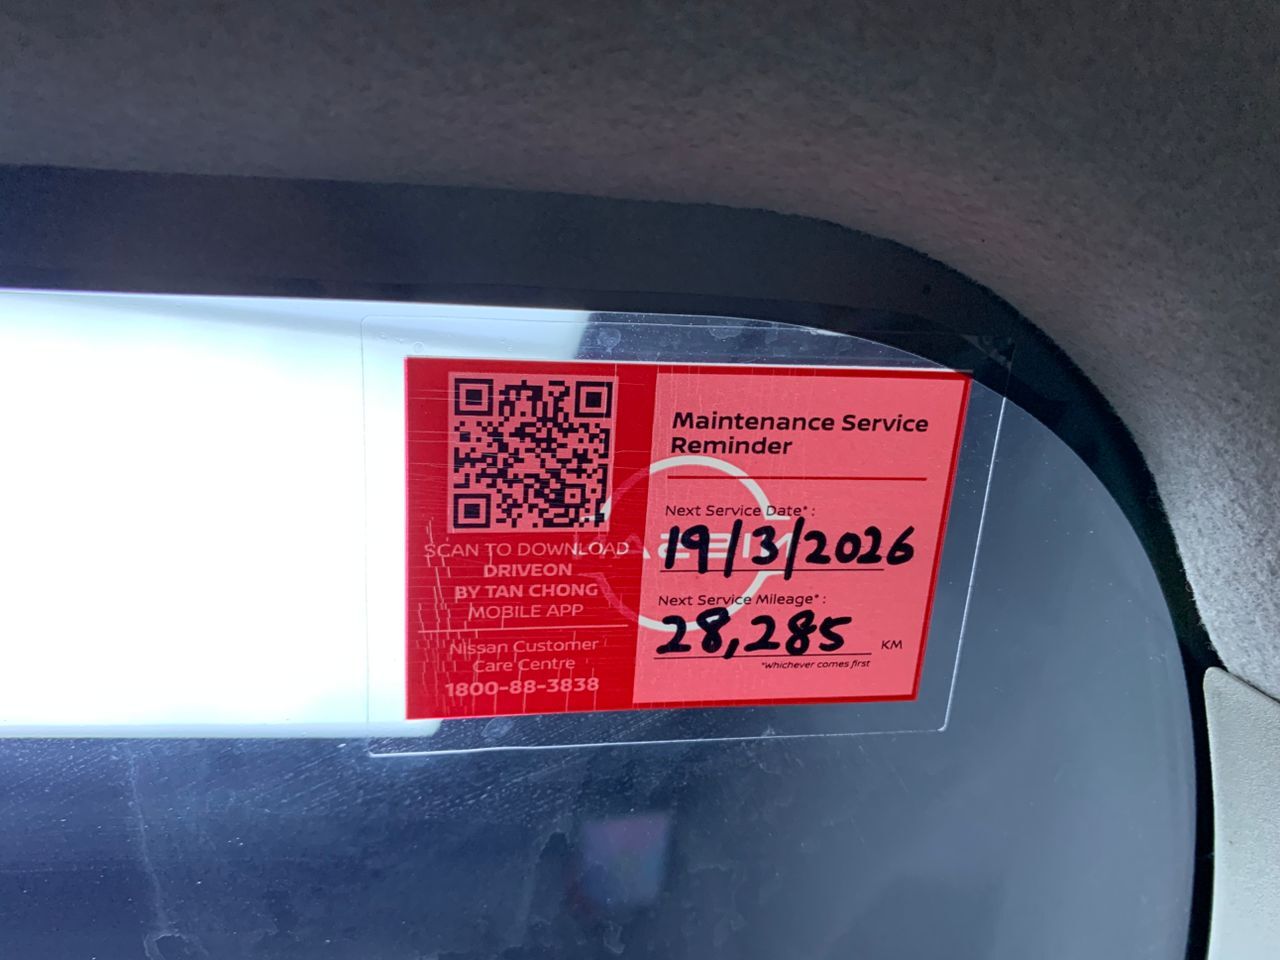 SCAN TO DOWNLOAD
DRIVEON
BY TAN CHONG
MOBILE APP
Nissan Customer
Care Centre
1800-88-3838
Maintenance Service
Reminder
Next Service Date* :
19/3/2026
Next Service Mileage* :
28,285 KM
*Whichever comes first
NISSAN